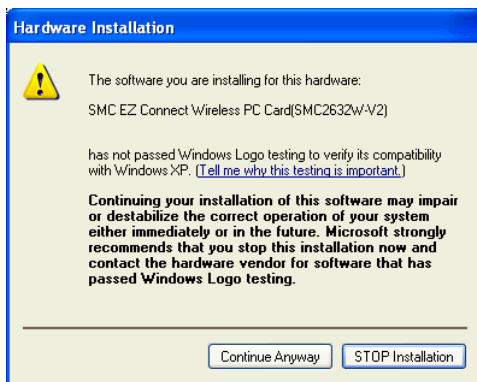 Hardware Installation
The software you are installing for this hardware:
SMC EZ Connect Wireless PC Card(SMC2632W-V2)
has not passed Windows Logo testing to verify its compatibility
with Windows XP. (Tell me why this testing is important.)
Continuing your installation of this software may impair
or destabilize the correct operation of your system
either immediately or in the future. Microsoft strongly
recommends that you stop this installation now and
contact the hardware vendor for software that has
passed Windows Logo testing.
Continue Anyway
STOP Installation